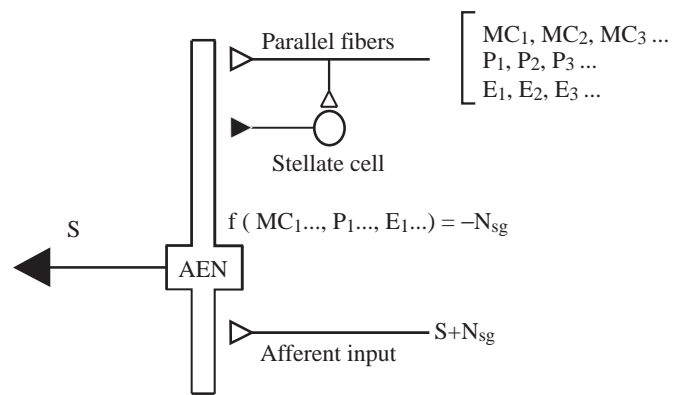 Parallel fibers
MC₁, MC₂, MC₃ ...
P₁, P₂, P₃ ...
E₁, E₂, E₃ ...
Stellate cell
S
f ( MC₁..., P₁..., E₁...) = –Nsg
AEN
S+Nsg
Afferent input